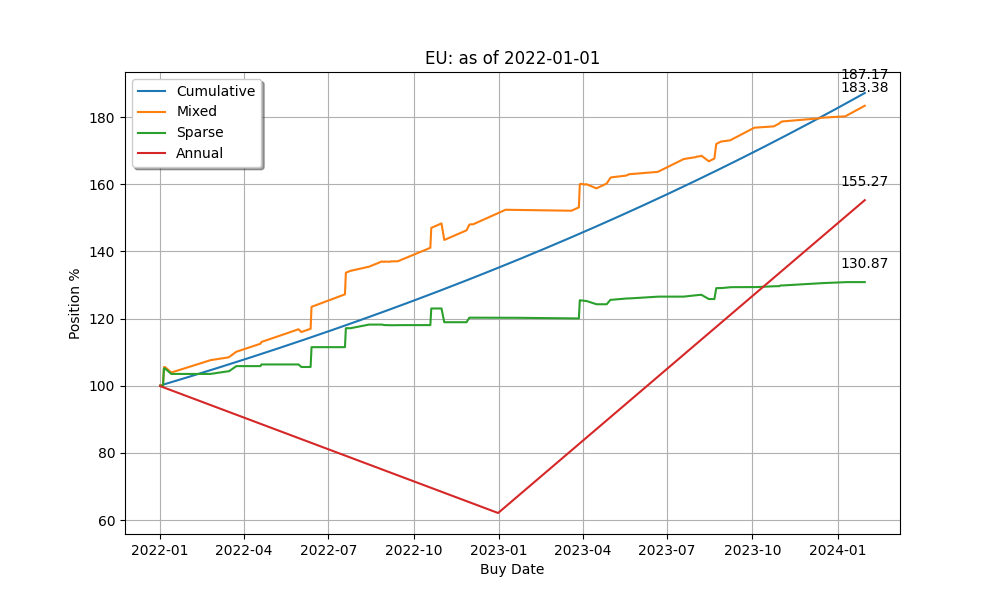 EU: as of 2022-01-01
Cumulative
Mixed
Sparse
Annual
187.17
183.38
155.27
130.87
Position %
180
160
140
120
100
80
60
2022-01 2022-04 2022-07 2022-10 2023-01 2023-04 2023-07 2023-10 2024-01
Buy Date